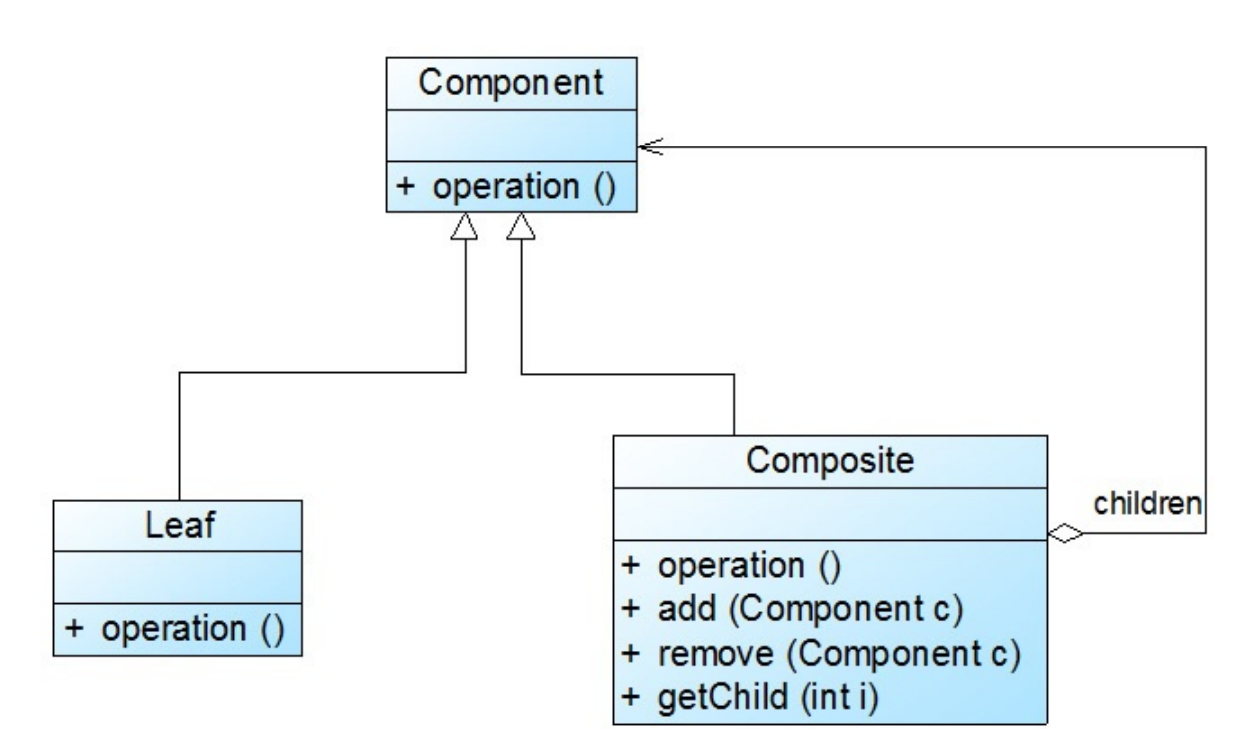 Component
+ operation ()
Leaf
+ operation ()
Composite
children
+ operation ()
+ add (Component c)
+ remove (Component c)
+ getChild (int i)